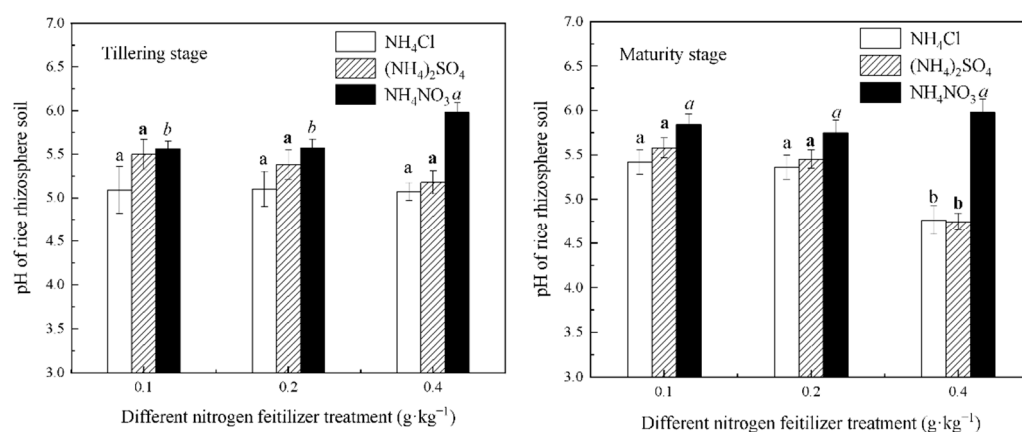 7.0
6.5
6.0
5.5
5.0
4.5
4.0
3.5
3.0
pH of rice rhizosphere soil
Tillering stage
NH₄Cl
(NH₄)₂SO₄
NH₄NO₃
a
a
b
a
a
b
a
a
a
0.1
0.2
0.4
Different nitrogen feitilizer treatment (g·kg⁻¹)
7.0
6.5
6.0
5.5
5.0
4.5
4.0
3.5
3.0
pH of rice rhizosphere soil
Maturity stage
NH₄Cl
(NH₄)₂SO₄
NH₄NO₃
a
a
a
a
a
a
b
b
a
0.1
0.2
0.4
Different nitrogen feitilizer treatment (g·kg⁻¹)